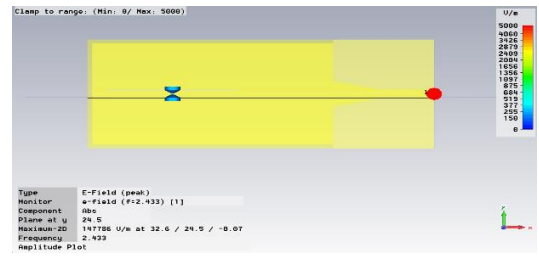 Clamp to range: (Min: 0/ Max: 5000)
V/m
5000
4060
3426
2879
2409
2004
1656
1356
1097
875
684
519
377
255
150
0
Type E-Field (peak)
Monitor e-field (f=2.433) [1]
Component Abs
Plane at y 24.5
Maximum-2D 147786 V/m at 32.6 / 24.5 / -8.07
Frequency 2.433
Amplitude Plot